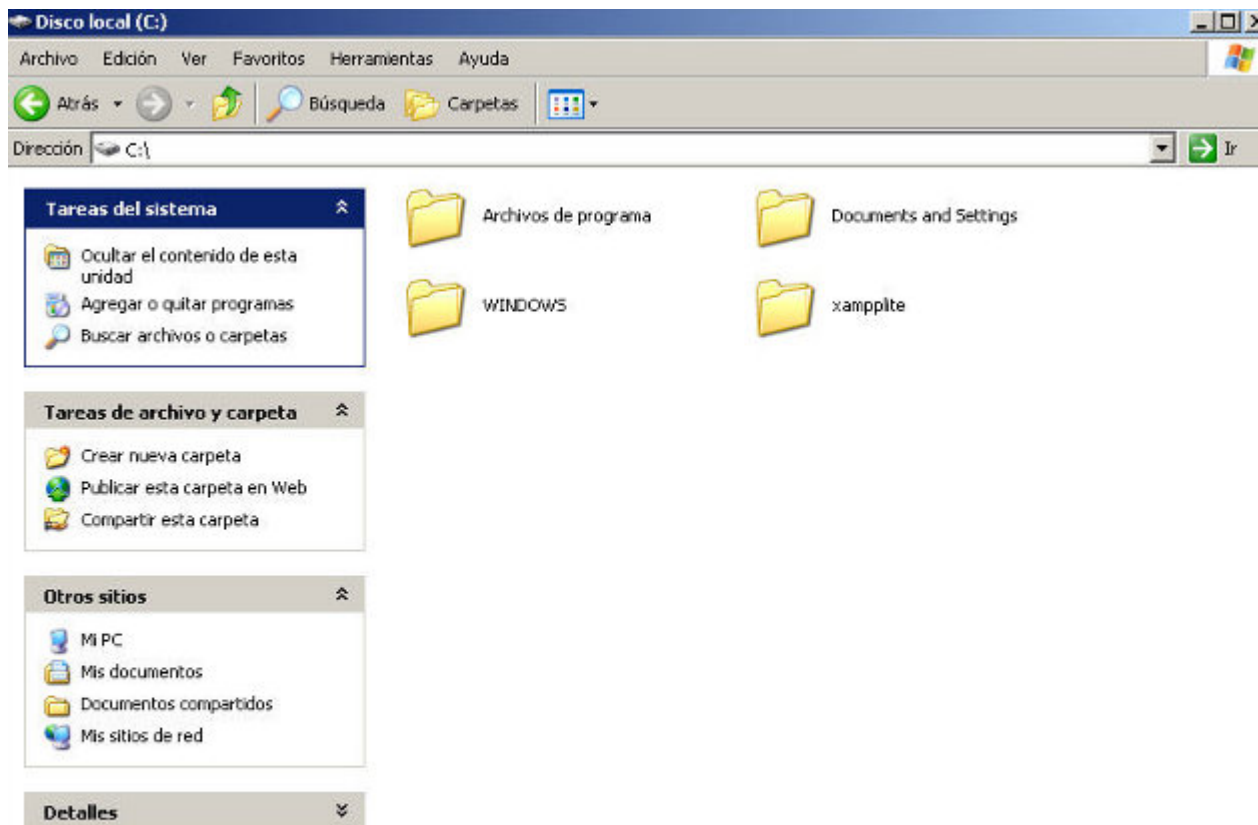 Disco local (C:)
Archivo Edición Ver Favoritos Herramientas Ayuda
Atrás Búsqueda Carpetas
Dirección C:\ Ir
Tareas del sistema
Ocultar el contenido de esta
unidad
Agregar o quitar programas
Buscar archivos o carpetas
Tareas de archivo y carpeta
Crear nueva carpeta
Publicar esta carpeta en Web
Compartir esta carpeta
Otros sitios
Mi PC
Mis documentos
Documentos compartidos
Mis sitios de red
Detalles
Archivos de programa
Documents and Settings
WINDOWS
xampplite